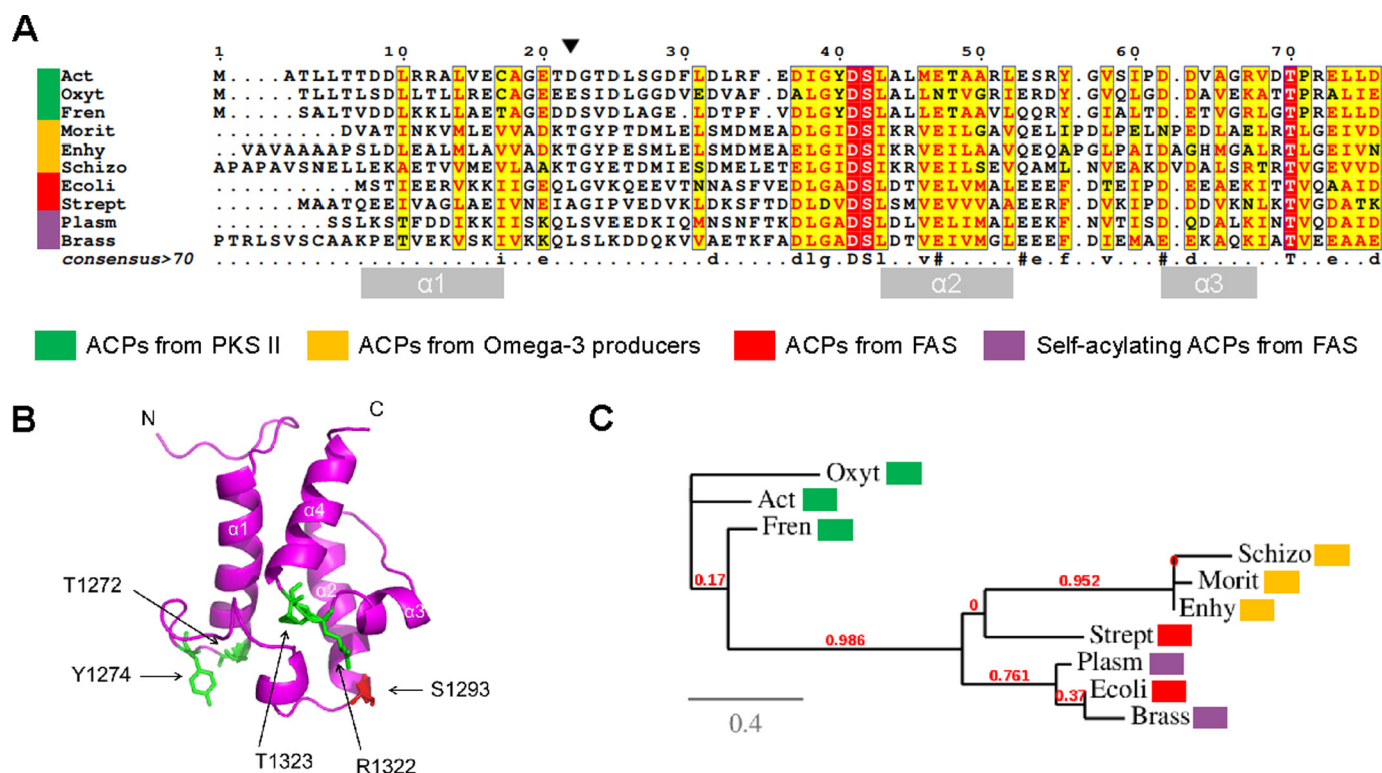 A
1 10 20 30 40 50 60 70
Act M.....ATLLTTDDLRRALVECAGETDGTDLSGDFLDLRF.EDIGYDSLALMETAARLESRY.GVSIPD.DVAGRVDTPRELLD
Oxyt M.....TLLTLSDLLTLLRECAGEEESIDLGGDVEDVAF.DALGYDSLALLNTVGRIERDY.GVQLGD.DAVEKATTPRALIE
Fren M.....SALTVDDLKKLLAETAGEDDSVDLAGE.LDTPFVDLGYDSLALLETAAVLQQRY.GIALTD.ETVGRLGTPRELLD
Morit .........DVATINKVMLEVVADKTGYPTDMLELSMDMEADLGIDSIKRVEILGAVQELIPDLPELNPEDLAELRTLGEIVD
Enhy ..VAVAAAAPSLDLEALMLAVVADKTGYPESMLELSMDMEADLGIDSIKRVEILAAVQEQAPGLPAIDAGHMGALRTLGEIVN
Schizo APAPAVSNELLEKAETVVMEVLAAKTGYETDMIESDMELETELGIDSIKRVEILSEVQAML.NVEAKDVDALSRTRTVGEVVD
Ecoli ..........MSTIEERVKKIIGEQLGVKQEEVTNNASFVEDLGADSLDTVELVMALEEEF.DTEIPD.EEAEKITTVQAAID
Strept .......MAATQEEIVAGLAEIVNEIAGIPVEDVKLDKSFTDDLDVDSLSMVEVVVAAEERF.DVKIPD.DDVKNLKTVGDATK
Plasm ........SSLKSTFDDIKKIISKQLSVEEDKIQMNSNFTKDLGADSLDLVELIMALEEKF.NVTISD.QDALKINTVQDAID
Brass PTRLSVSCAAKPETVEKVSKIVKKQLSLKDDQKVVAETKFADLGADSLDTVEIVMGLEEEF.DIEMAE.EKAQKIATVEEAAE
consensus>70 ..................i..e...........d.....dlg.DSl..v#.....#e.f..v..#.d.......T.....e..d
α1 α2 α3
ACPs from PKS II ACPs from Omega-3 producers ACPs from FAS Self-acylating ACPs from FAS
B
N C
α1 α4 α2 α3
T1272
Y1274
S1293
T1323
R1322
C
Oxyt
Act
Fren
Schizo
Morit
Enhy
Strept
Plasm
Ecoli
Brass
0.17
0.986
0
0.952
0
0.761
0.37
0.4